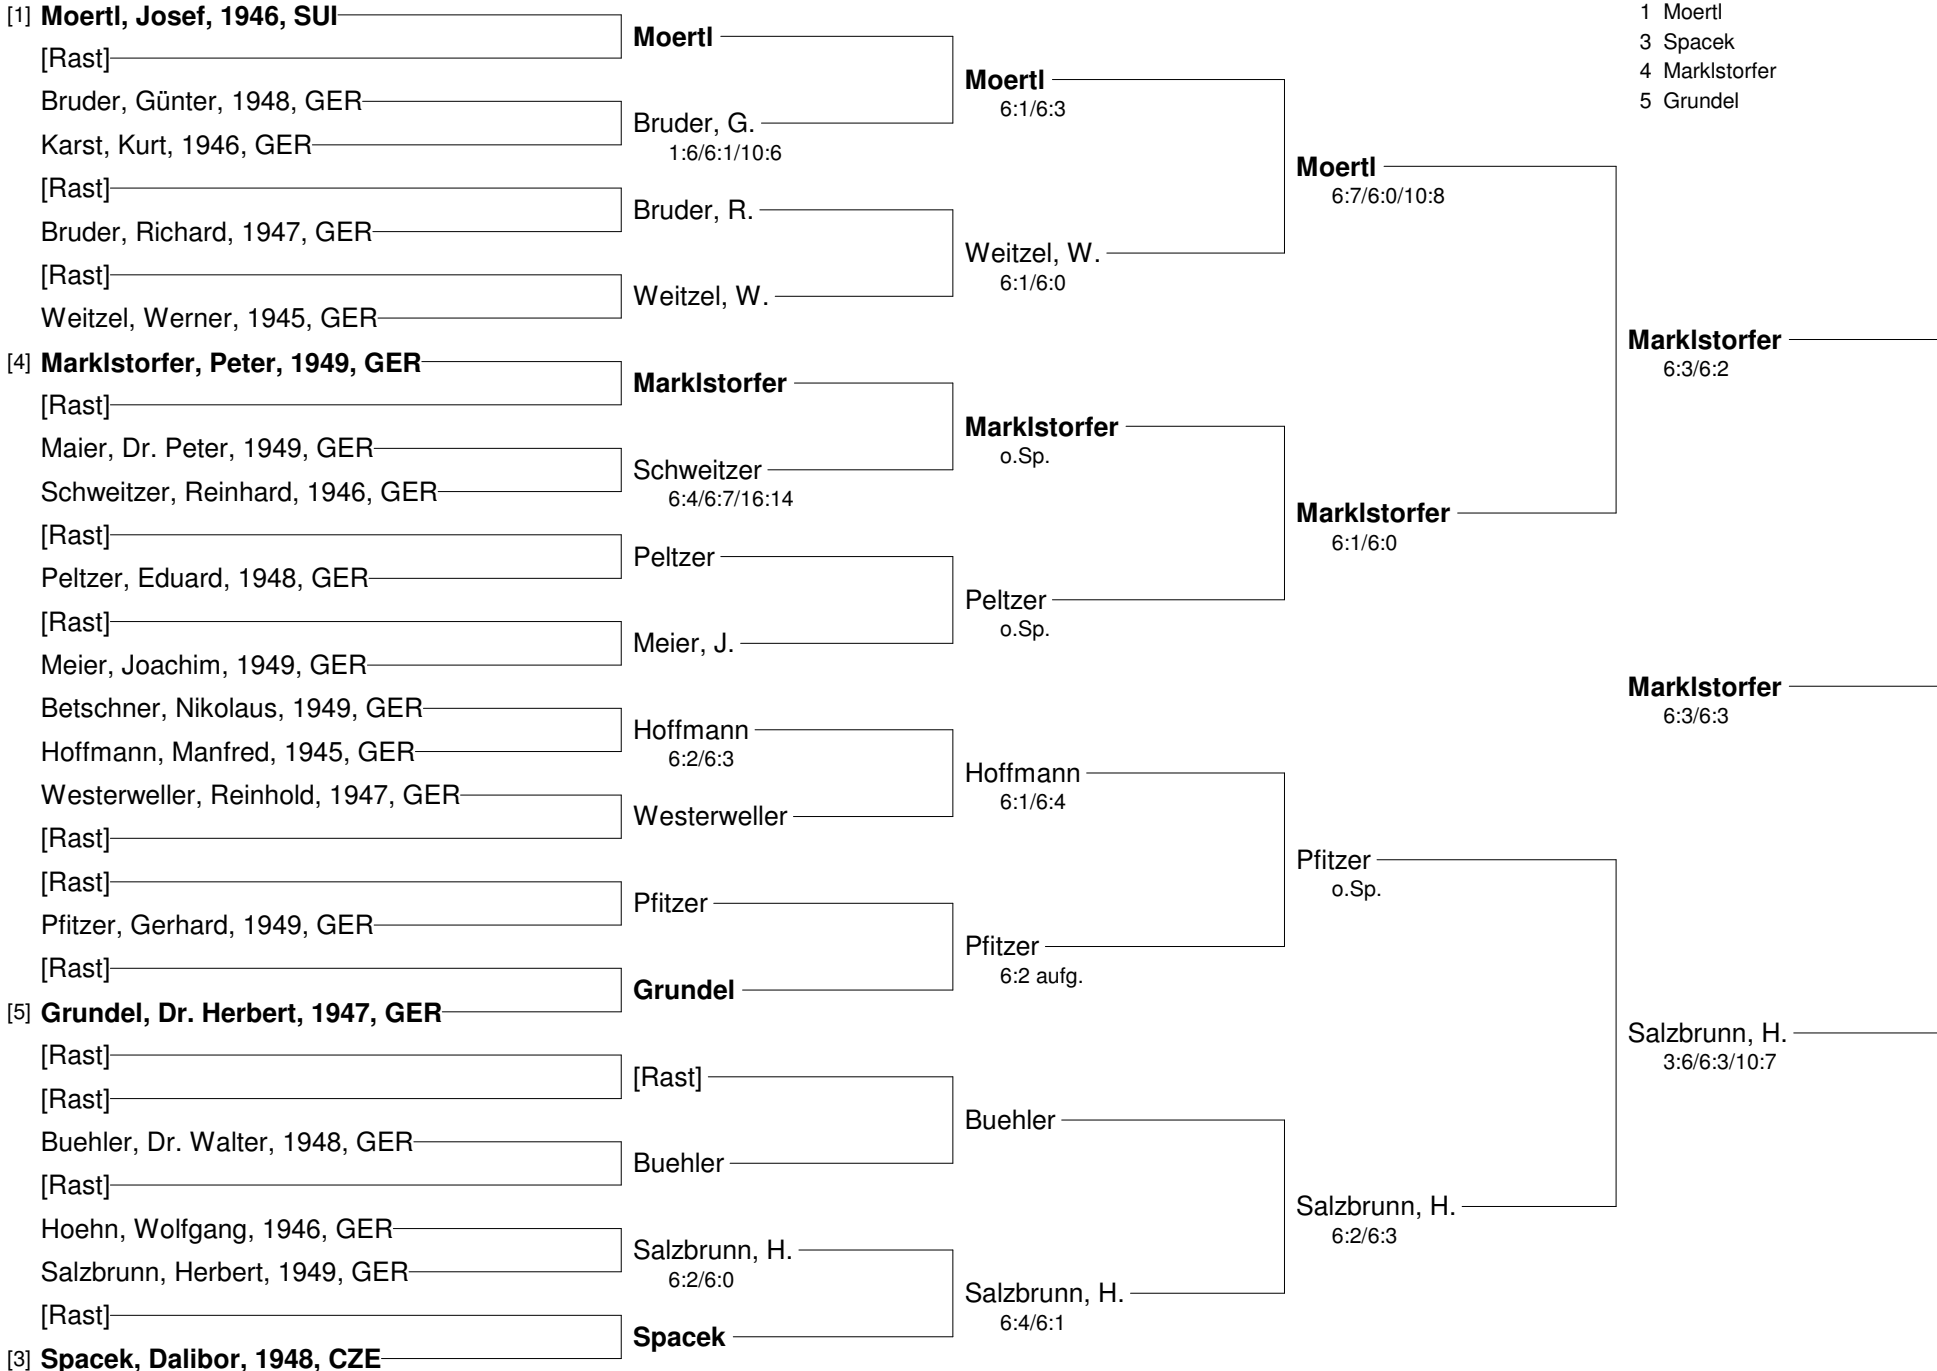 [1] Moertl, Josef, 1946, SUI
[Rast]
Bruder, Günter, 1948, GER
Karst, Kurt, 1946, GER
[Rast]
Bruder, Richard, 1947, GER
[Rast]
Weitzel, Werner, 1945, GER
[4] Marklstorfer, Peter, 1949, GER
[Rast]
Maier, Dr. Peter, 1949, GER
Schweitzer, Reinhard, 1946, GER
[Rast]
Peltzer, Eduard, 1948, GER
[Rast]
Meier, Joachim, 1949, GER
Betschner, Nikolaus, 1949, GER
Hoffmann, Manfred, 1945, GER
Westerweller, Reinhold, 1947, GER
[Rast]
[Rast]
Pfitzer, Gerhard, 1949, GER
[Rast]
[5] Grundel, Dr. Herbert, 1947, GER
[Rast]
[Rast]
Buehler, Dr. Walter, 1948, GER
[Rast]
Hoehn, Wolfgang, 1946, GER
Salzbrunn, Herbert, 1949, GER
[Rast]
[3] Spacek, Dalibor, 1948, CZE
Moertl
Bruder, G.
1:6/6:1/10:6
Bruder, R.
Weitzel, W.
Marklstorfer
Schweitzer
6:4/6:7/16:14
Peltzer
Meier, J.
Hoffmann
6:2/6:3
Westerweller
Pfitzer
Grundel
[Rast]
Buehler
Salzbrunn, H.
6:2/6:0
Spacek
Moertl
6:1/6:3
Weitzel, W.
6:1/6:0
Marklstorfer
o.Sp.
Peltzer
o.Sp.
Hoffmann
6:1/6:4
Pfitzer
6:2 aufg.
Buehler
Salzbrunn, H.
6:4/6:1
Moertl
6:7/6:0/10:8
Marklstorfer
6:1/6:0
Pfitzer
o.Sp.
Salzbrunn, H.
6:2/6:3
1 Moertl
3 Spacek
4 Marklstorfer
5 Grundel
Marklstorfer
6:3/6:2
Marklstorfer
6:3/6:3
Salzbrunn, H.
3:6/6:3/10:7